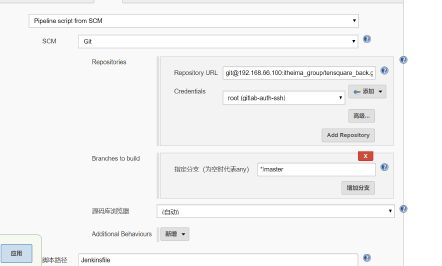 Pipeline script from SCM
SCM
Git
Repositories
Repository URL
git@192.168.66.100:itheima_group/tensquare_back.g
Credentials
root (gitlab-auth-ssh)
添加
高级...
Add Repository
Branches to build
X
指定分支（为空时代表any）
*/master
增加分支
源码库浏览器
(自动)
Additional Behaviours
新增
应用
脚本路径
Jenkinsfile